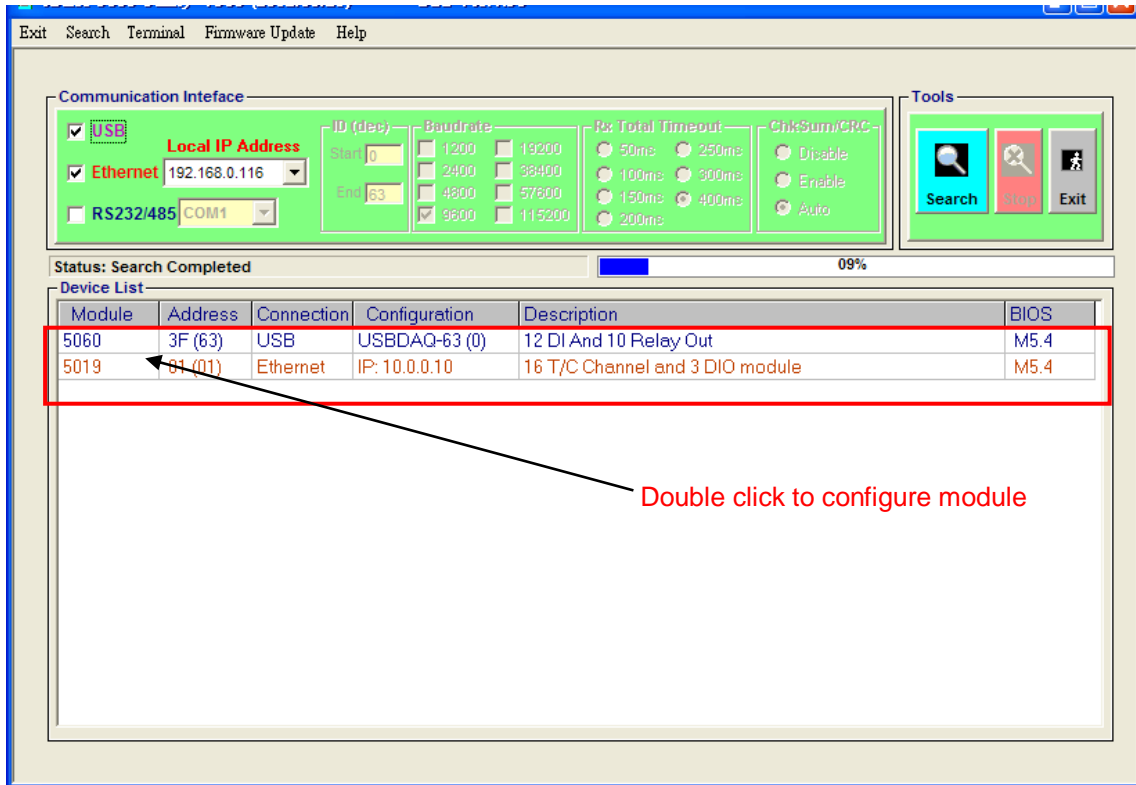 Exit Search Terminal Firmware Update Help
Communication Inteface
USB
Local IP Address
Ethernet 192.168.0.116
RS232/485 COM1
ID (dec)
Start 0
End 63
Baudrate
1200 19200
2400 38400
4800 57600
9600 115200
Rx Total Timeout
50ms 250ms
100ms 300ms
150ms 400ms
200ms
ChkSum/CRC
Disable
Enable
Auto
Tools
Search Stop Exit
Status: Search Completed 09%
Device List
Module Address Connection Configuration Description BIOS
5060 3F (63) USB USBDAQ-63 (0) 12 DI And 10 Relay Out M5.4
5019 01 (01) Ethernet IP: 10.0.0.10 16 T/C Channel and 3 DIO module M5.4
Double click to configure module